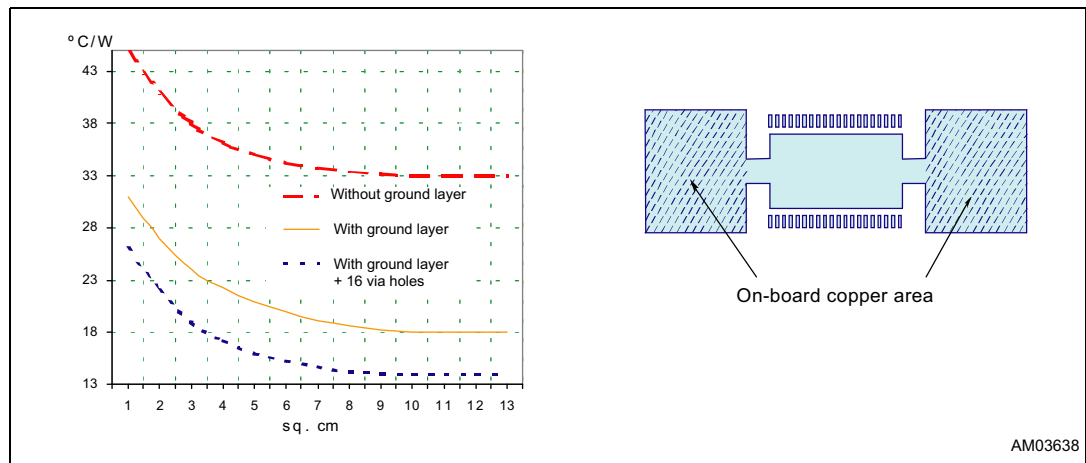 ºC/W
43
38
33
28
23
18
13
1 2 3 4 5 6 7 8 9 10 11 12 13
sq. cm
Without ground layer
With ground layer
With ground layer
+ 16 via holes
On-board copper area
AM03638